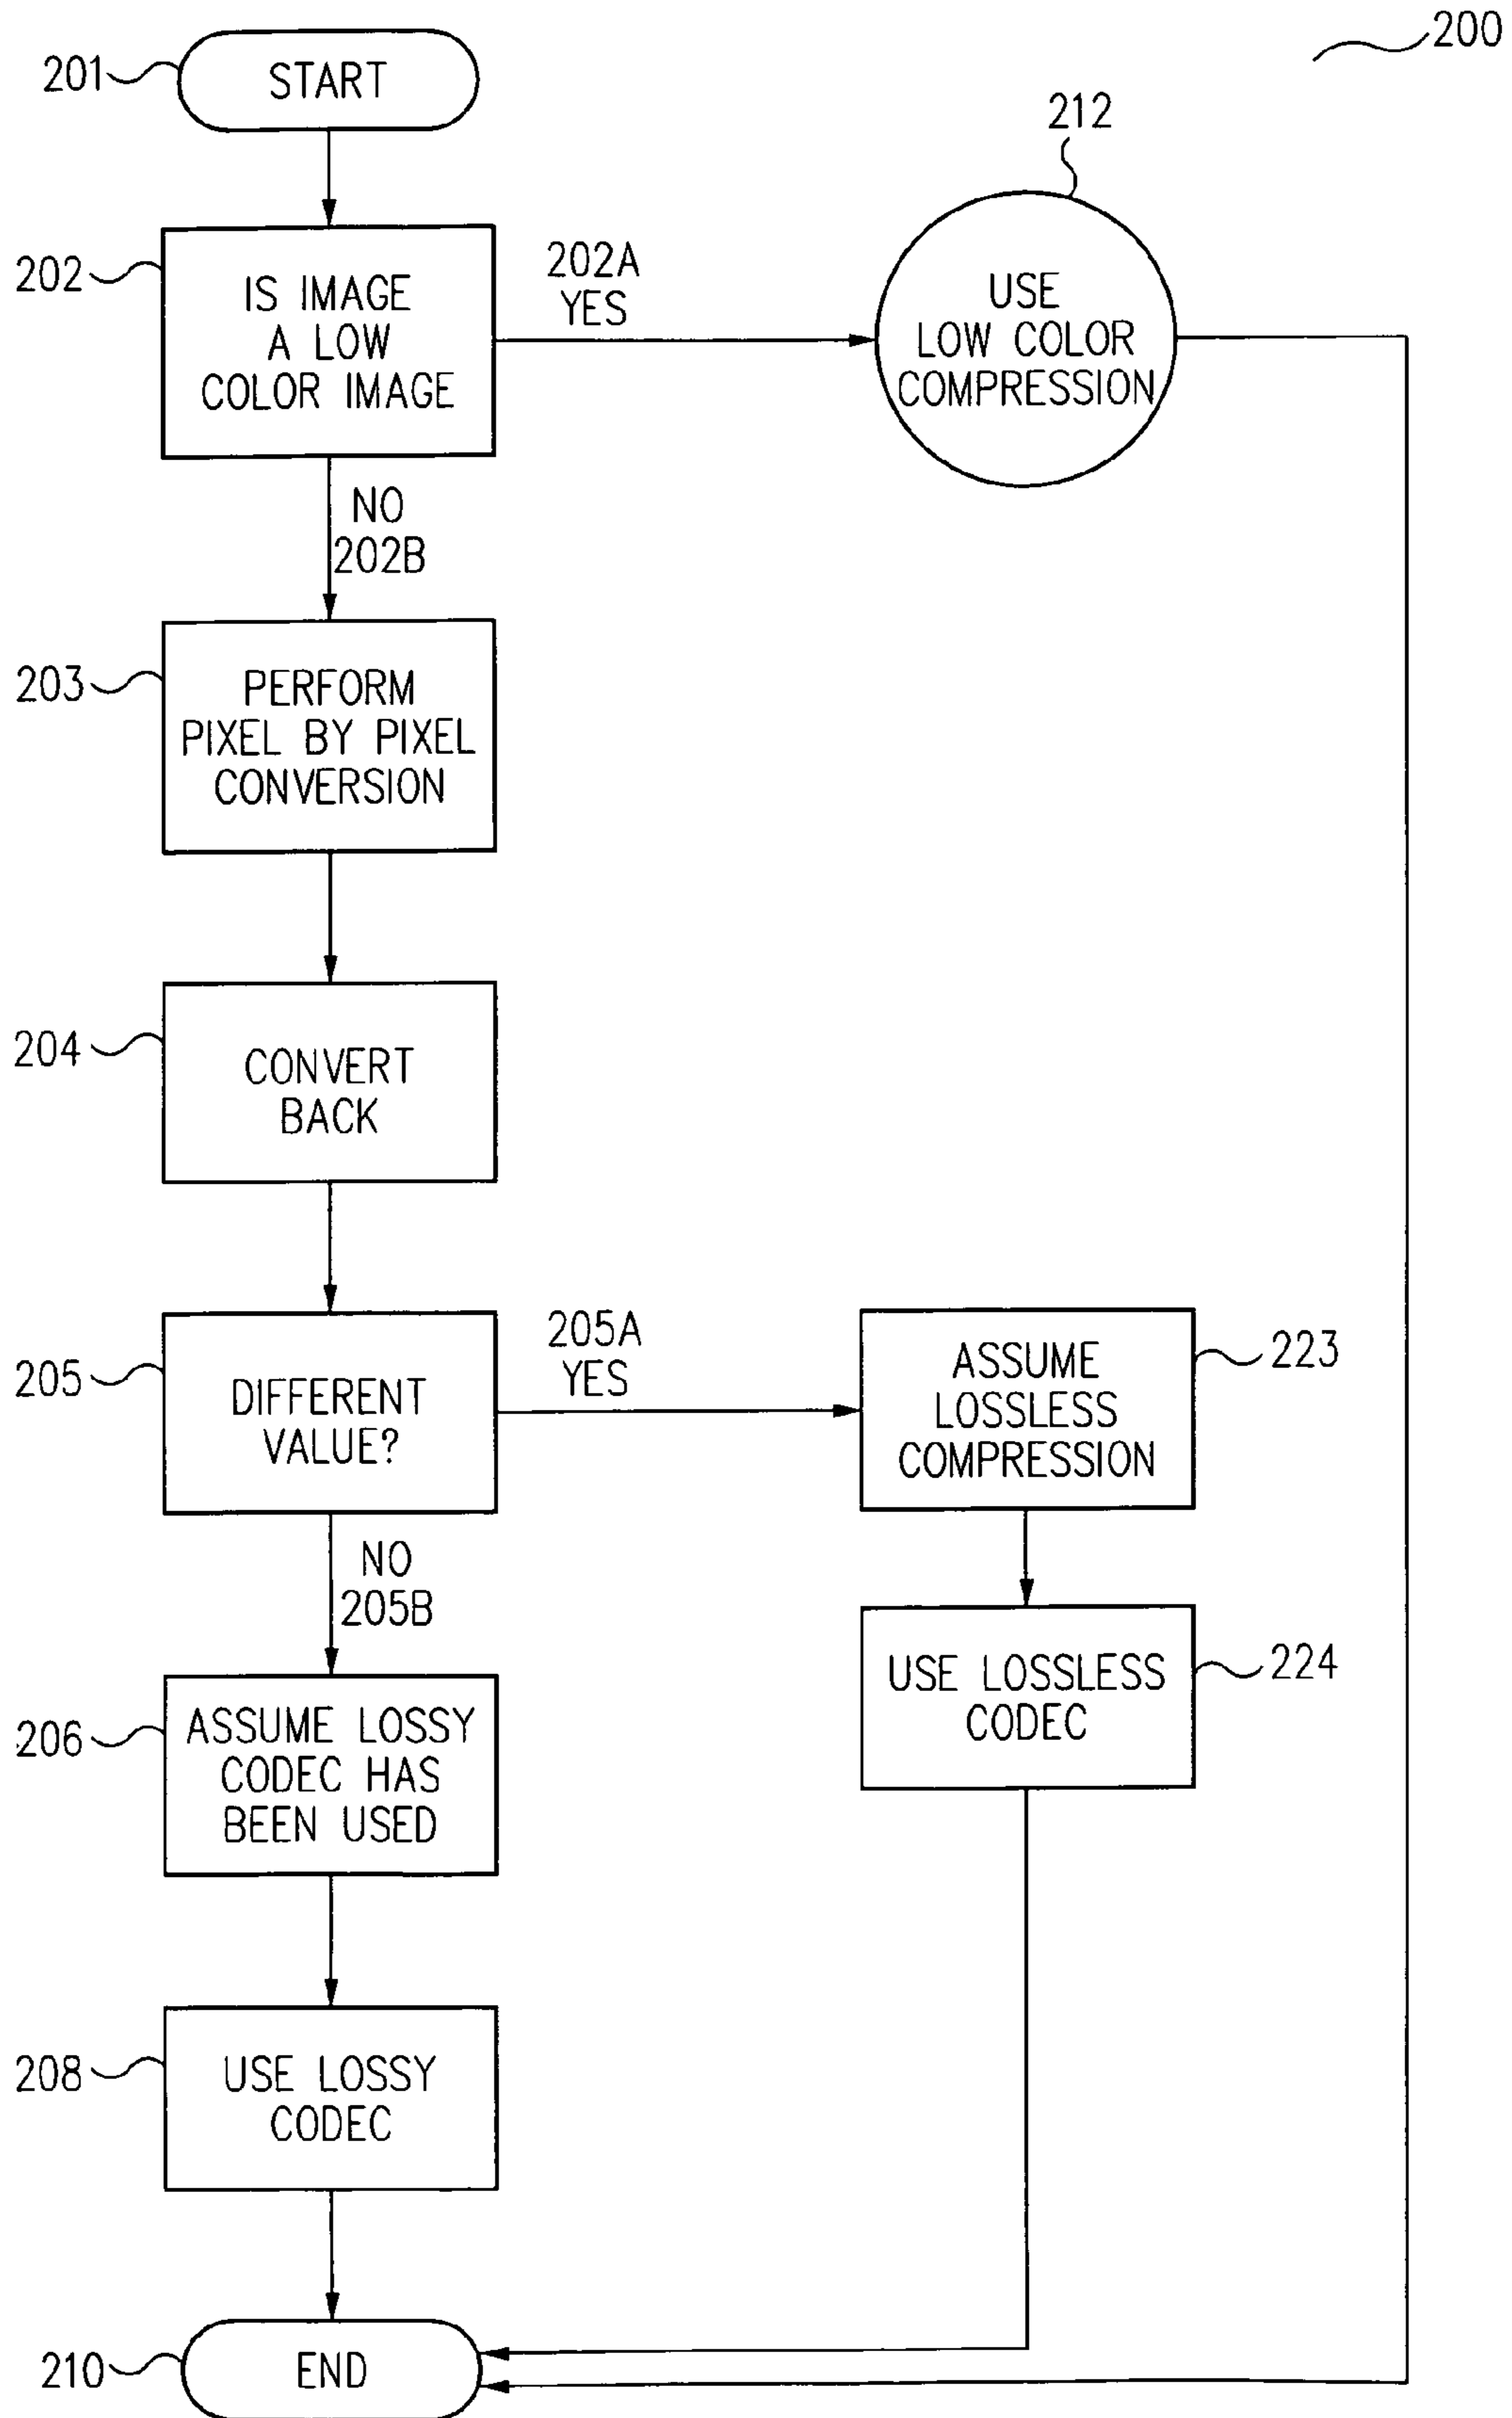 200
201
START
212
202
IS IMAGE
A LOW
COLOR IMAGE
202A
YES
USE
LOW COLOR
COMPRESSION
NO
202B
203
PERFORM
PIXEL BY PIXEL
CONVERSION
204
CONVERT
BACK
205
DIFFERENT
VALUE?
205A
YES
ASSUME
LOSSLESS
COMPRESSION
223
NO
205B
USE LOSSLESS
CODEC
224
206
ASSUME LOSSY
CODEC HAS
BEEN USED
208
USE LOSSY
CODEC
210
END